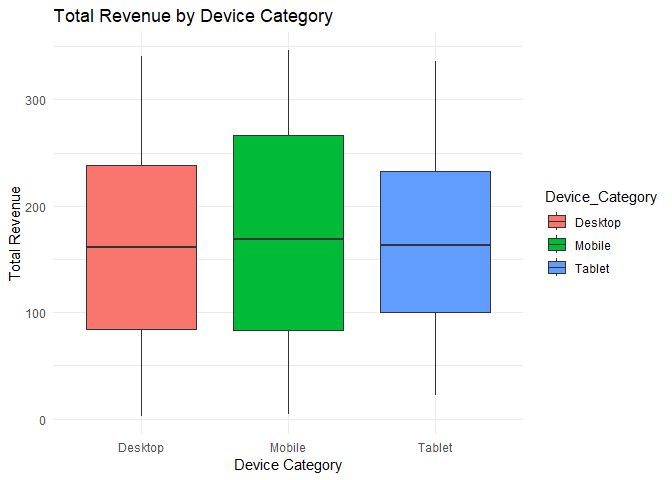 Total Revenue by Device Category
Total Revenue
300
200
100
0
Desktop
Mobile
Tablet
Device Category
Device_Category
Desktop
Mobile
Tablet